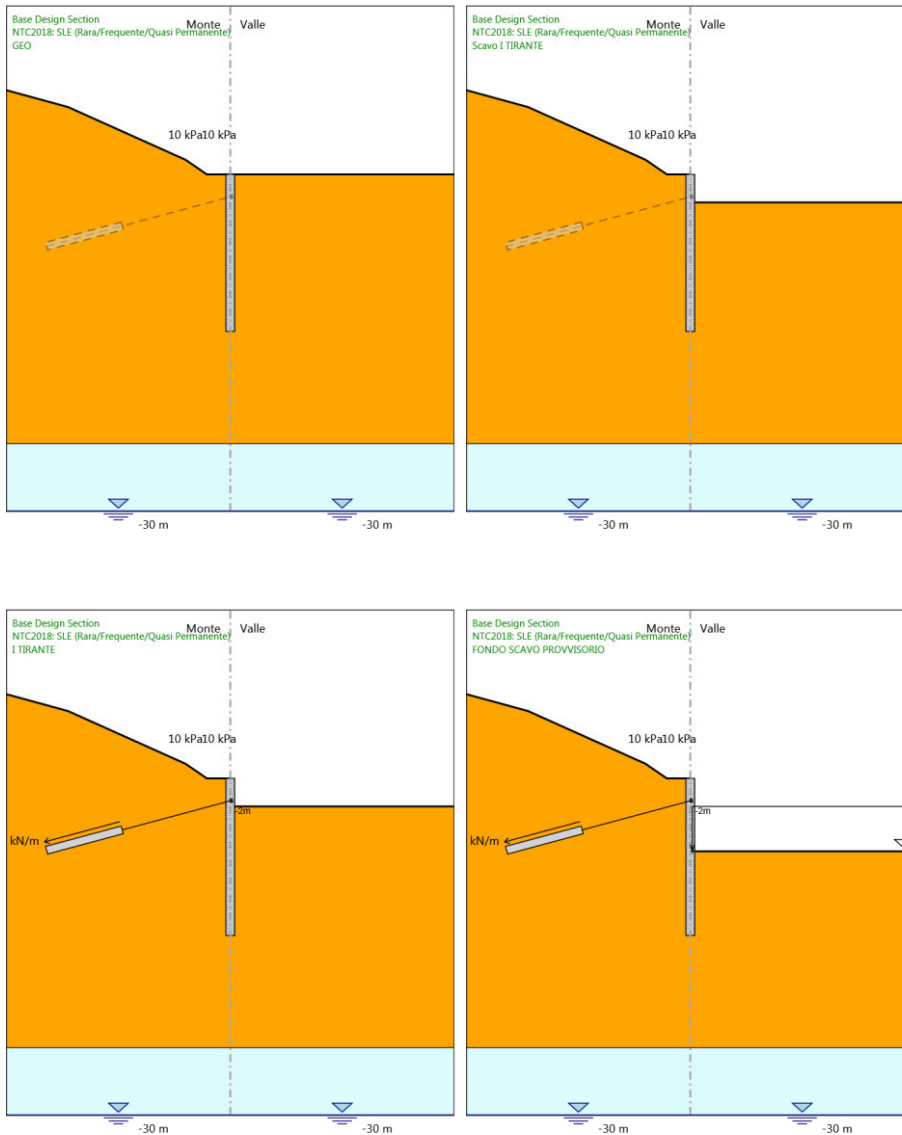 Base Design Section
NTC2018: SLE (Rara/Frequente/Quasi Permanente)
GEO
Monte Valle
10 kPa10 kPa
-30 m
-30 m
Base Design Section
NTC2018: SLE (Rara/Frequente/Quasi Permanente)
Scavo I TIRANTE
Monte Valle
10 kPa10 kPa
-30 m
-30 m
Base Design Section
NTC2018: SLE (Rara/Frequente/Quasi Permanente)
I TIRANTE
Monte Valle
10 kPa10 kPa
-2m
kN/m
-30 m
-30 m
Base Design Section
NTC2018: SLE (Rara/Frequente/Quasi Permanente)
FONDO SCAVO PROVVISORIO
Monte Valle
10 kPa10 kPa
-2m
kN/m
-30 m
-30 m